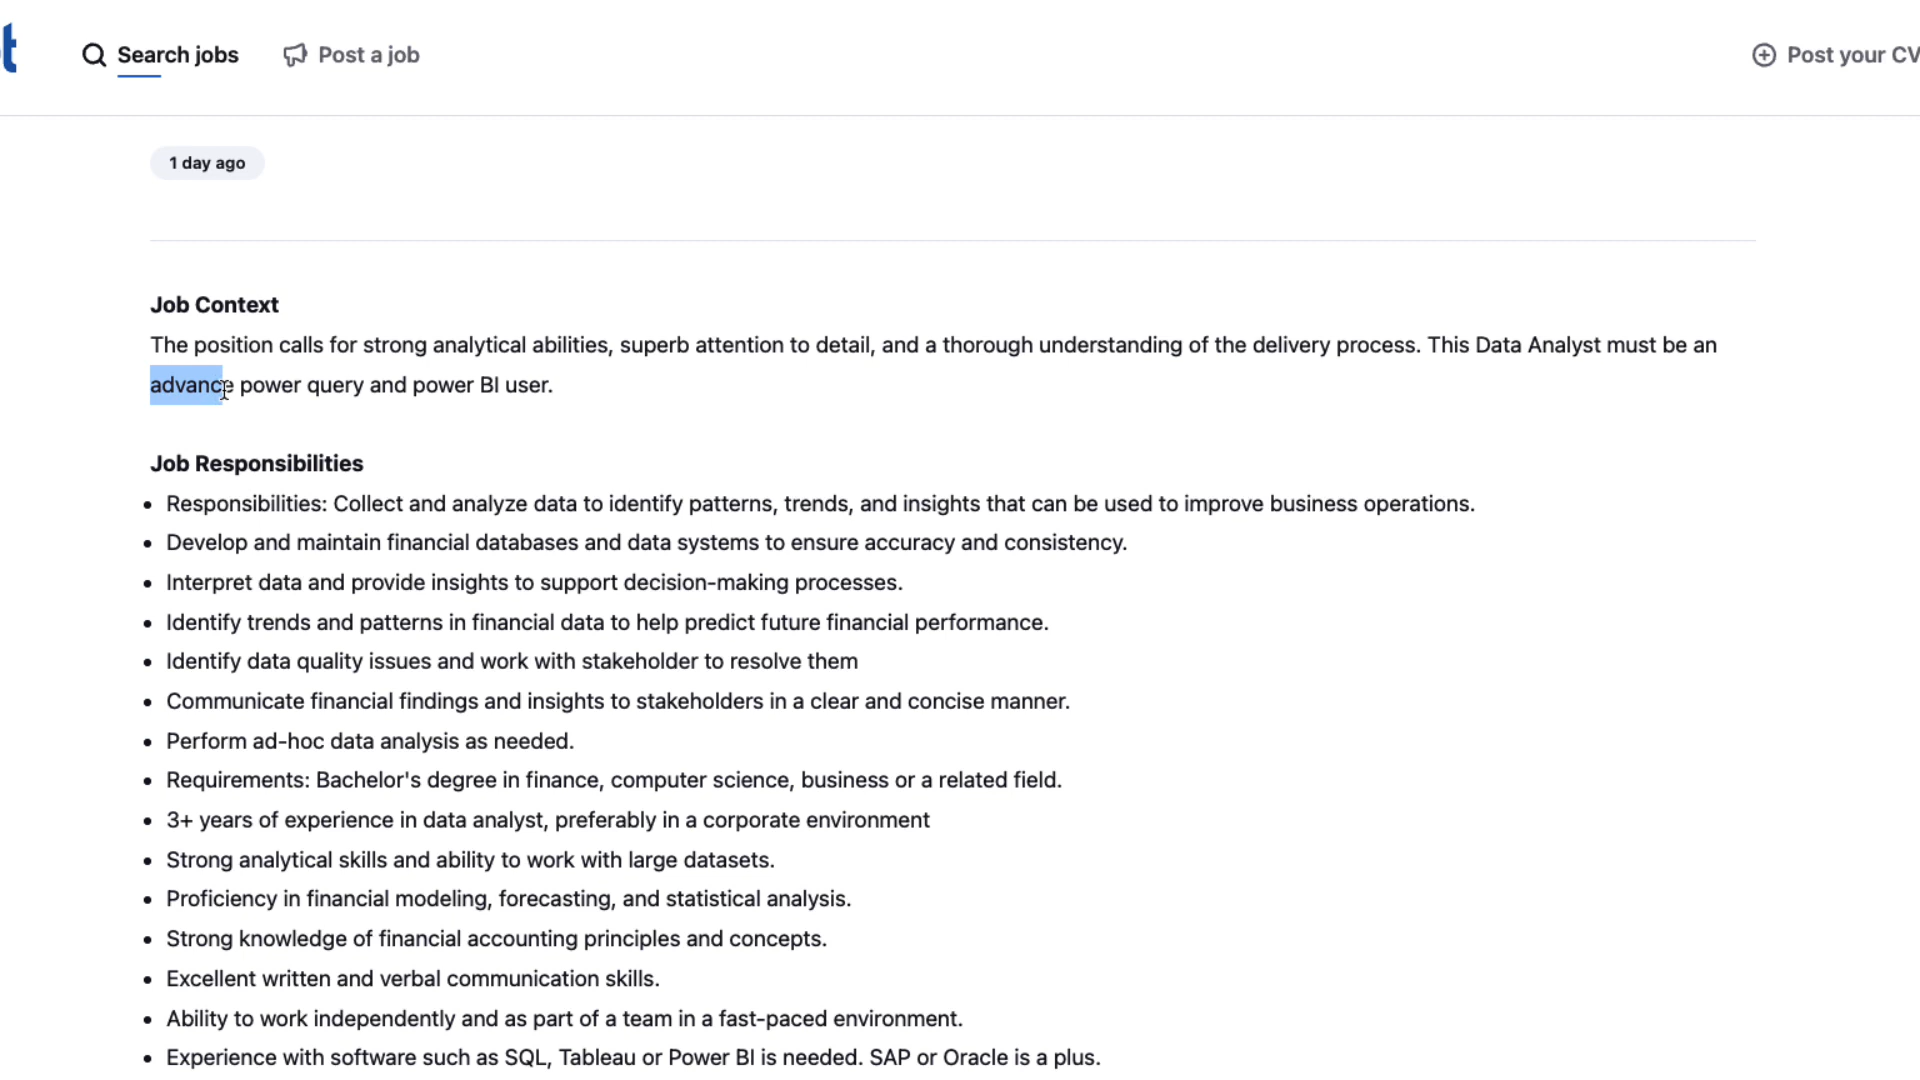 t Search jobs Post a job Post your CV
1 day ago
Job Context
The position calls for strong analytical abilities, superb attention to detail, and a thorough understanding of the delivery process. This Data Analyst must be an
advance power query and power BI user.
Job Responsibilities
• Responsibilities: Collect and analyze data to identify patterns, trends, and insights that can be used to improve business operations.
• Develop and maintain financial databases and data systems to ensure accuracy and consistency.
• Interpret data and provide insights to support decision-making processes.
• Identify trends and patterns in financial data to help predict future financial performance.
• Identify data quality issues and work with stakeholder to resolve them
• Communicate financial findings and insights to stakeholders in a clear and concise manner.
• Perform ad-hoc data analysis as needed.
• Requirements: Bachelor's degree in finance, computer science, business or a related field.
• 3+ years of experience in data analyst, preferably in a corporate environment
• Strong analytical skills and ability to work with large datasets.
• Proficiency in financial modeling, forecasting, and statistical analysis.
• Strong knowledge of financial accounting principles and concepts.
• Excellent written and verbal communication skills.
• Ability to work independently and as part of a team in a fast-paced environment.
• Experience with software such as SQL, Tableau or Power BI is needed. SAP or Oracle is a plus.